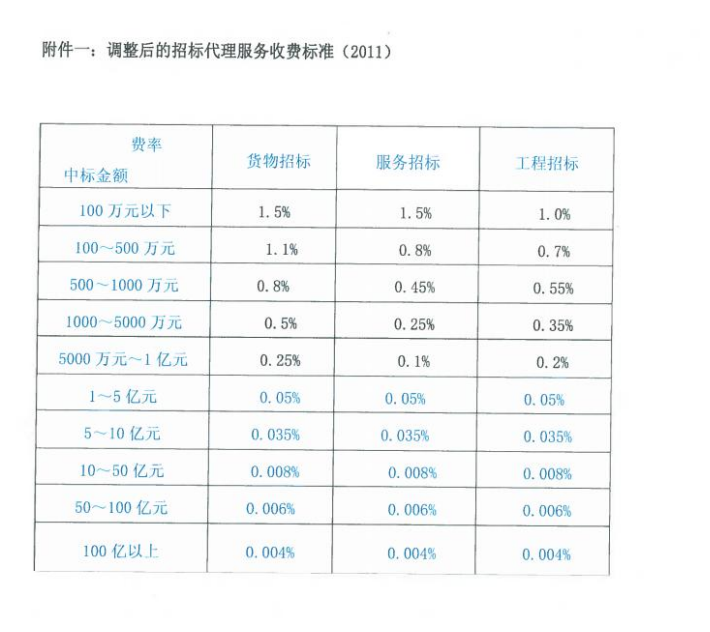 附件一：调整后的招标代理服务收费标准（2011）
费率
中标金额
货物招标 服务招标 工程招标
100 万元以下 1.5% 1.5% 1.0%
100～500 万元 1.1% 0.8% 0.7%
500～1000 万元 0.8% 0.45% 0.55%
1000～5000 万元 0.5% 0.25% 0.35%
5000 万元～1 亿元 0.25% 0.1% 0.2%
1～5 亿元 0.05% 0.05% 0.05%
5～10 亿元 0.035% 0.035% 0.035%
10～50 亿元 0.008% 0.008% 0.008%
50～100 亿元 0.006% 0.006% 0.006%
100 亿以上 0.004% 0.004% 0.004%